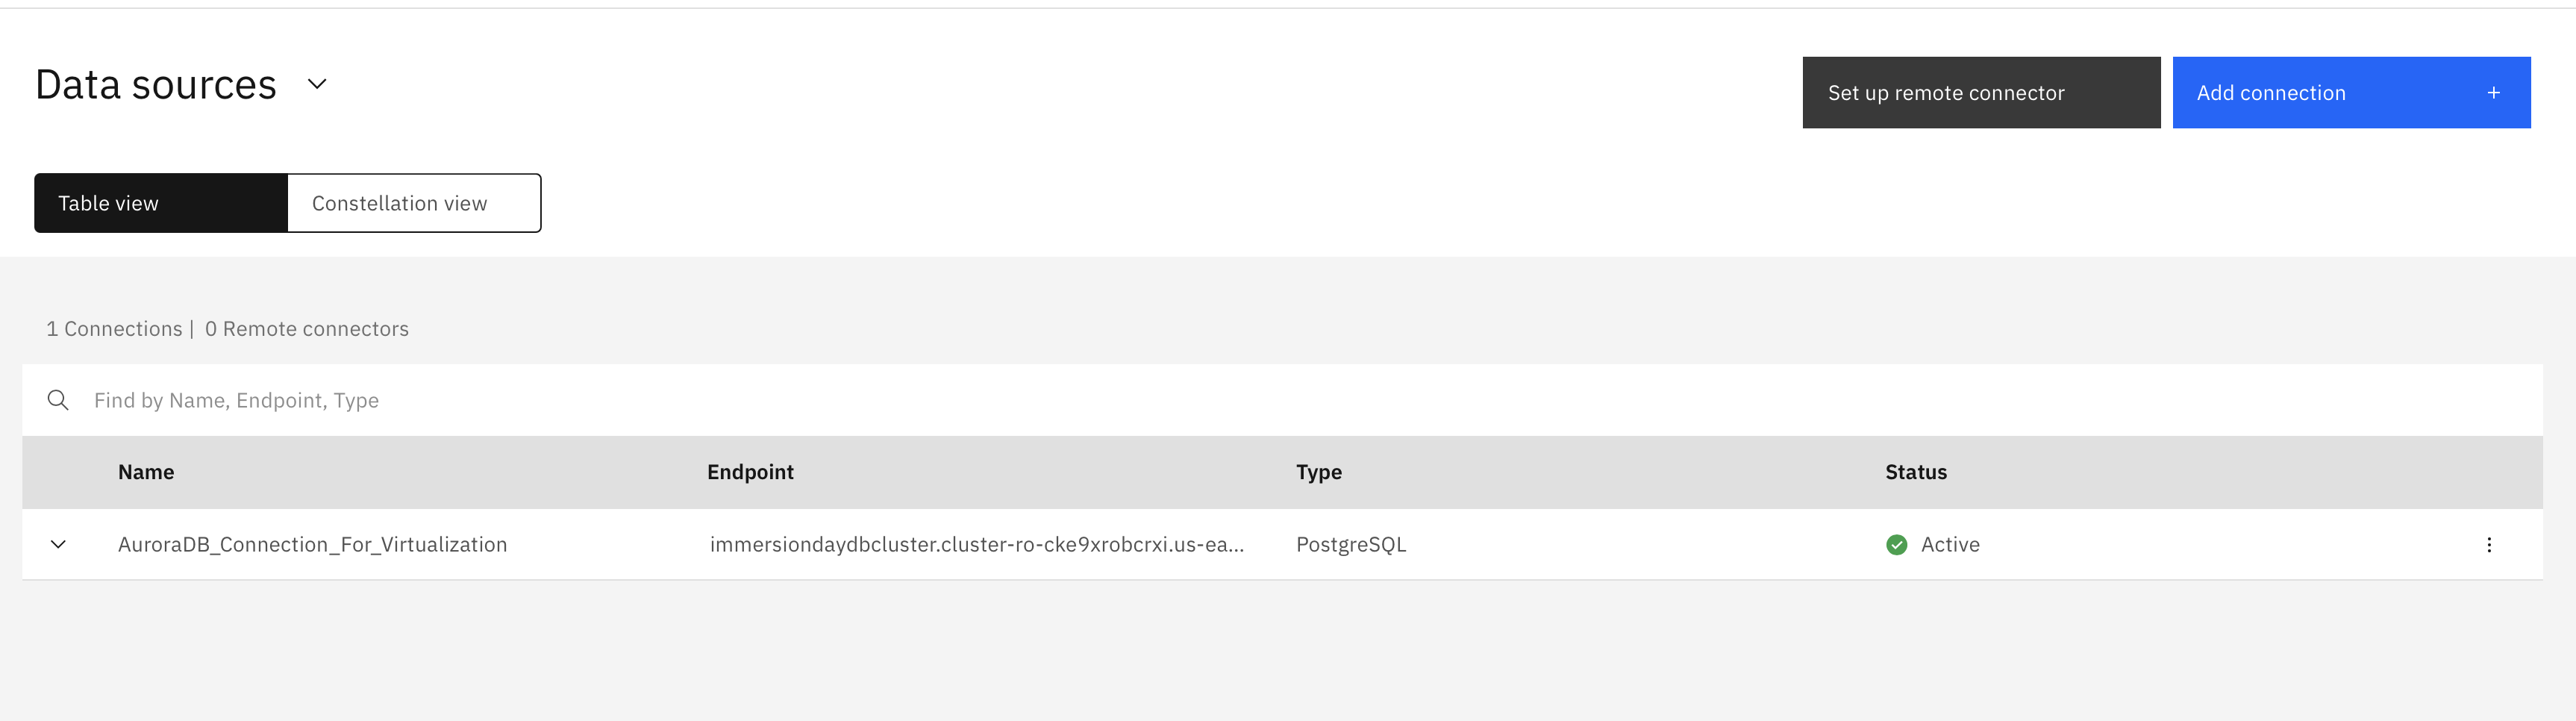 Data sources
Set up remote connector
Add connection +
Table view
Constellation view
1 Connections | 0 Remote connectors
Find by Name, Endpoint, Type
Name Endpoint Type Status
AuroraDB_Connection_For_Virtualization immersiondaydbcluster.cluster-ro-cke9xrobcrxi.us-ea... PostgreSQL Active